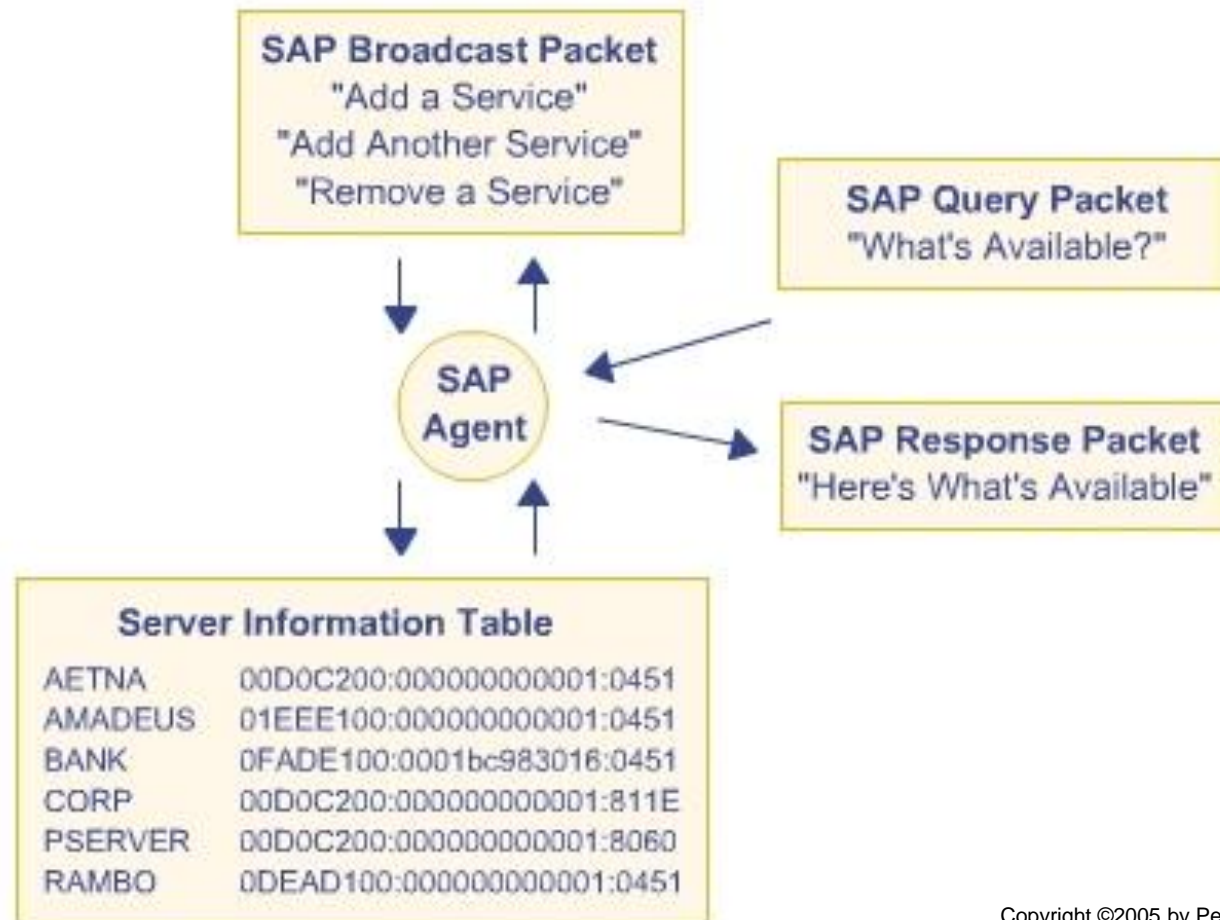 SAP Broadcast Packet
"Add a Service"
"Add Another Service"
"Remove a Service"
SAP Query Packet
"What's Available?"
SAP
Agent
SAP Response Packet
"Here's What's Available"
Server Information Table
AETNA 00D0C200:000000000001:0451
AMADEUS 01EEE100:000000000001:0451
BANK 0FADE100:0001bc983016:0451
CORP 00D0C200:000000000001:811E
PSERVER 00D0C200:000000000001:8060
RAMBO 0DEAD100:000000000001:0451
Copyright ©2005 by Pe